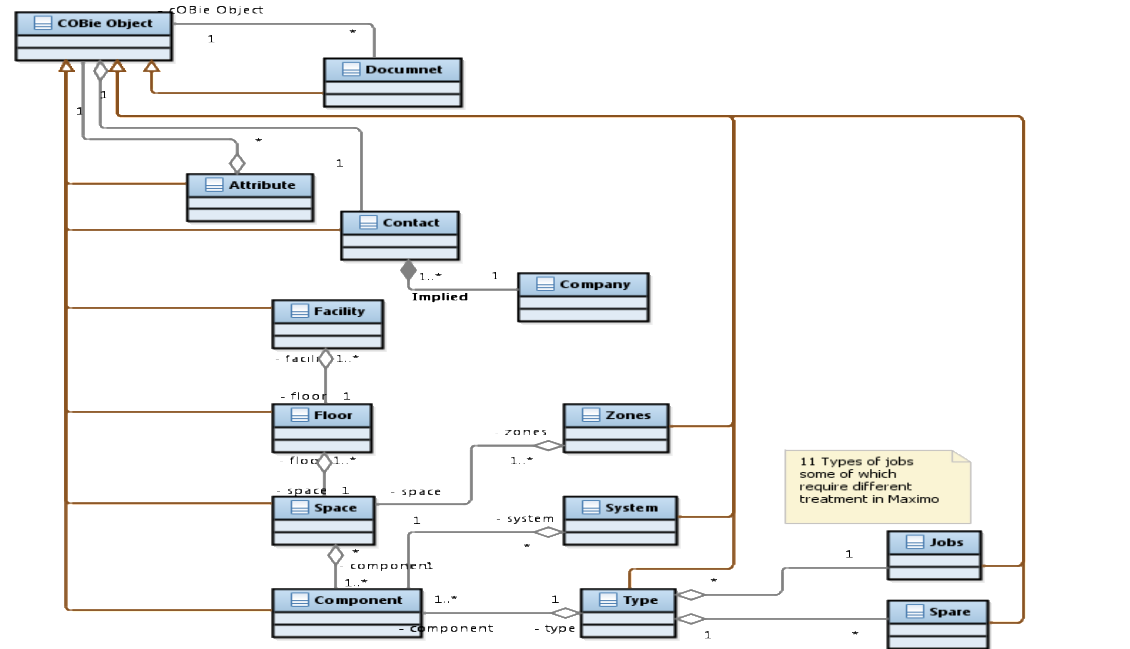 - cOBie Object
COBie Object
1
*
Documnet
1
1
*
1
Attribute
Contact
1..*
1
Implied
Company
Facility
- facili
1..*
- floor
1
Floor
Zones
- floo
1..*
- zones
1..*
- space
1
- space
Space
1
- system
*
System
11 Types of jobs
some of which
require different
treatment in Maximo
*
- component
1
1..*
Component
1..*
1
- component
- type
Type
*
1
Jobs
1
*
Spare